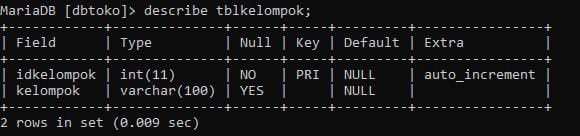 MariaDB [dbtoko]> describe tblkelompok;
+------------+--------------+------+-----+---------+----------------+
| Field      | Type         | Null | Key | Default | Extra          |
+------------+--------------+------+-----+---------+----------------+
| idkelompok | int(11)      | NO   | PRI | NULL    | auto_increment |
| kelompok   | varchar(100) | YES  |     | NULL    |                |
+------------+--------------+------+-----+---------+----------------+
2 rows in set (0.009 sec)